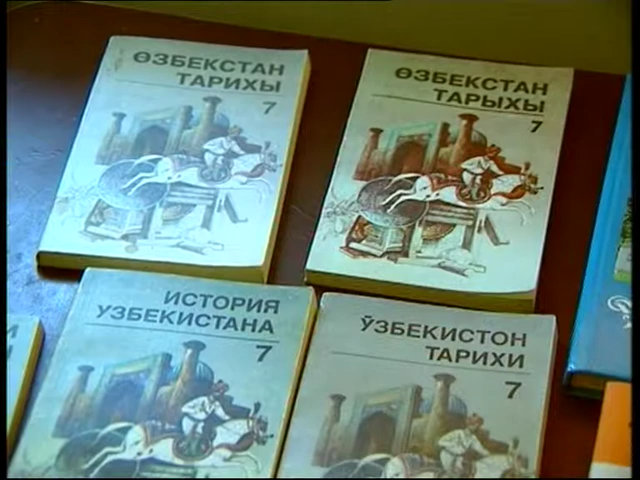 ӨЗБЕКСТАН
ТАРИХЫ
7
ӨЗБЕКСТАН
ТАРЫХЫ
7
ИСТОРИЯ
УЗБЕКИСТАНА
7
ЎЗБЕКИСТОН
ТАРИХИ
7